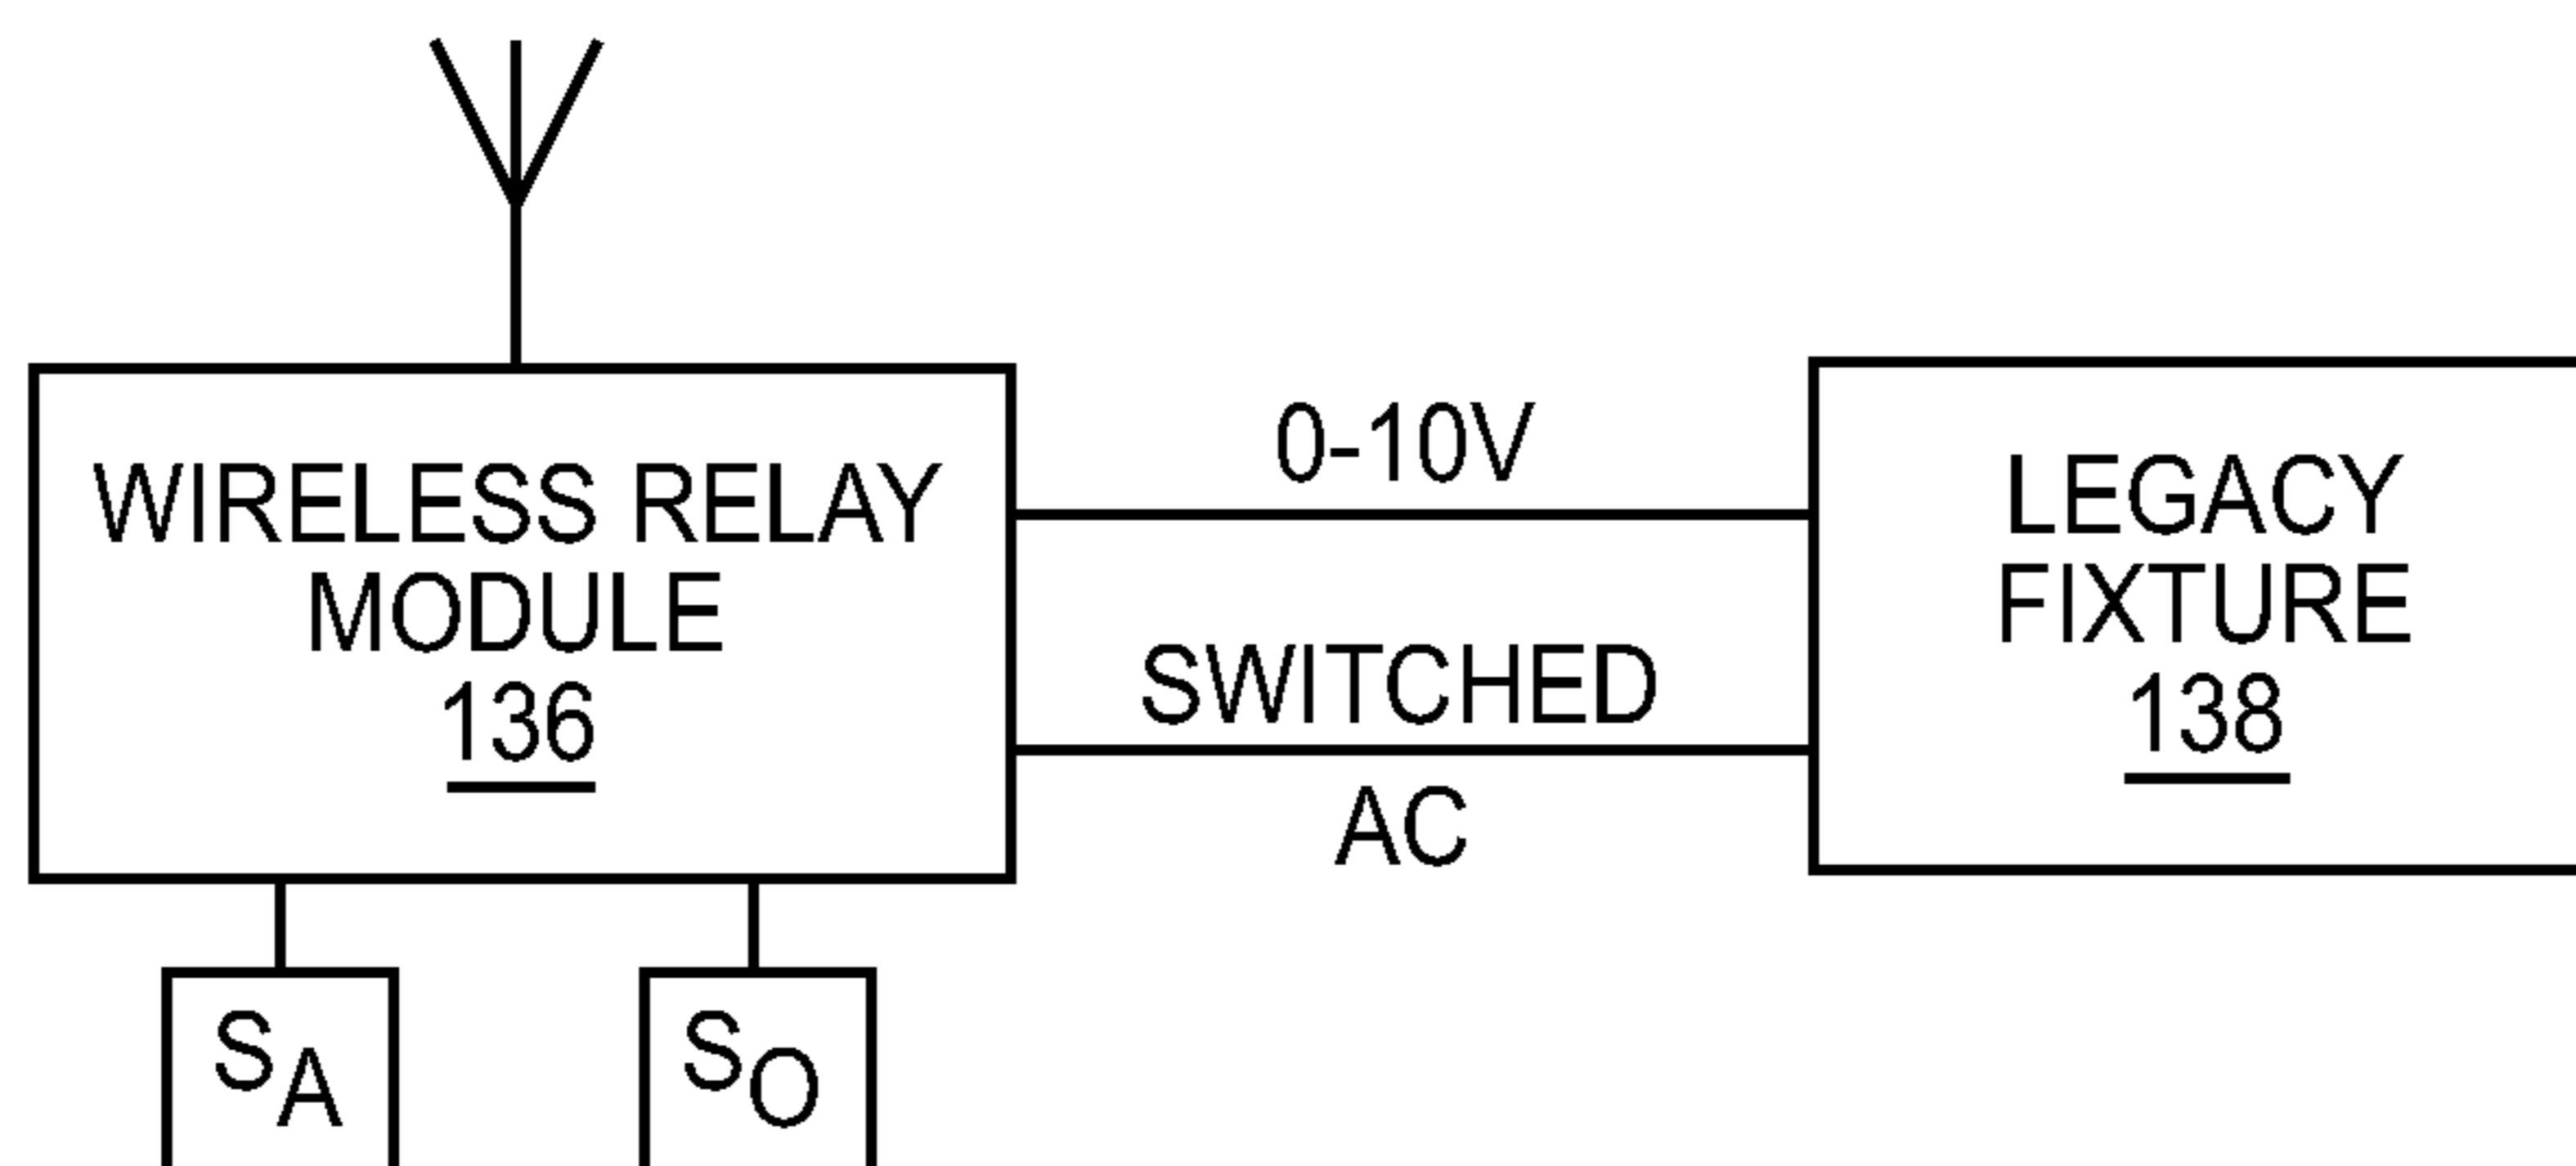 WIRELESS RELAY
MODULE
136
0-10V
SWITCHED
AC
LEGACY
FIXTURE
138
SA
SO